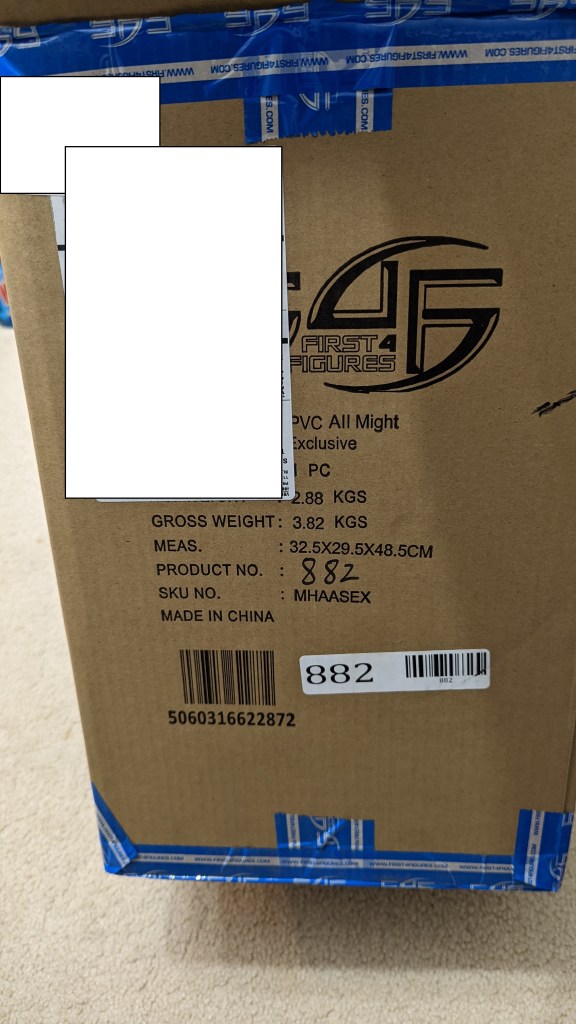 WWW.FIRST4FIGURES.COM
FIRST 4
FIGURES
PVC All Might
Exclusive
PC
: 2.88 KGS
GROSS WEIGHT : 3.82 KGS
MEAS. : 32.5X29.5X48.5CM
PRODUCT NO. : 882
SKU NO. : MHAASEX
MADE IN CHINA
882
882
5060316622872